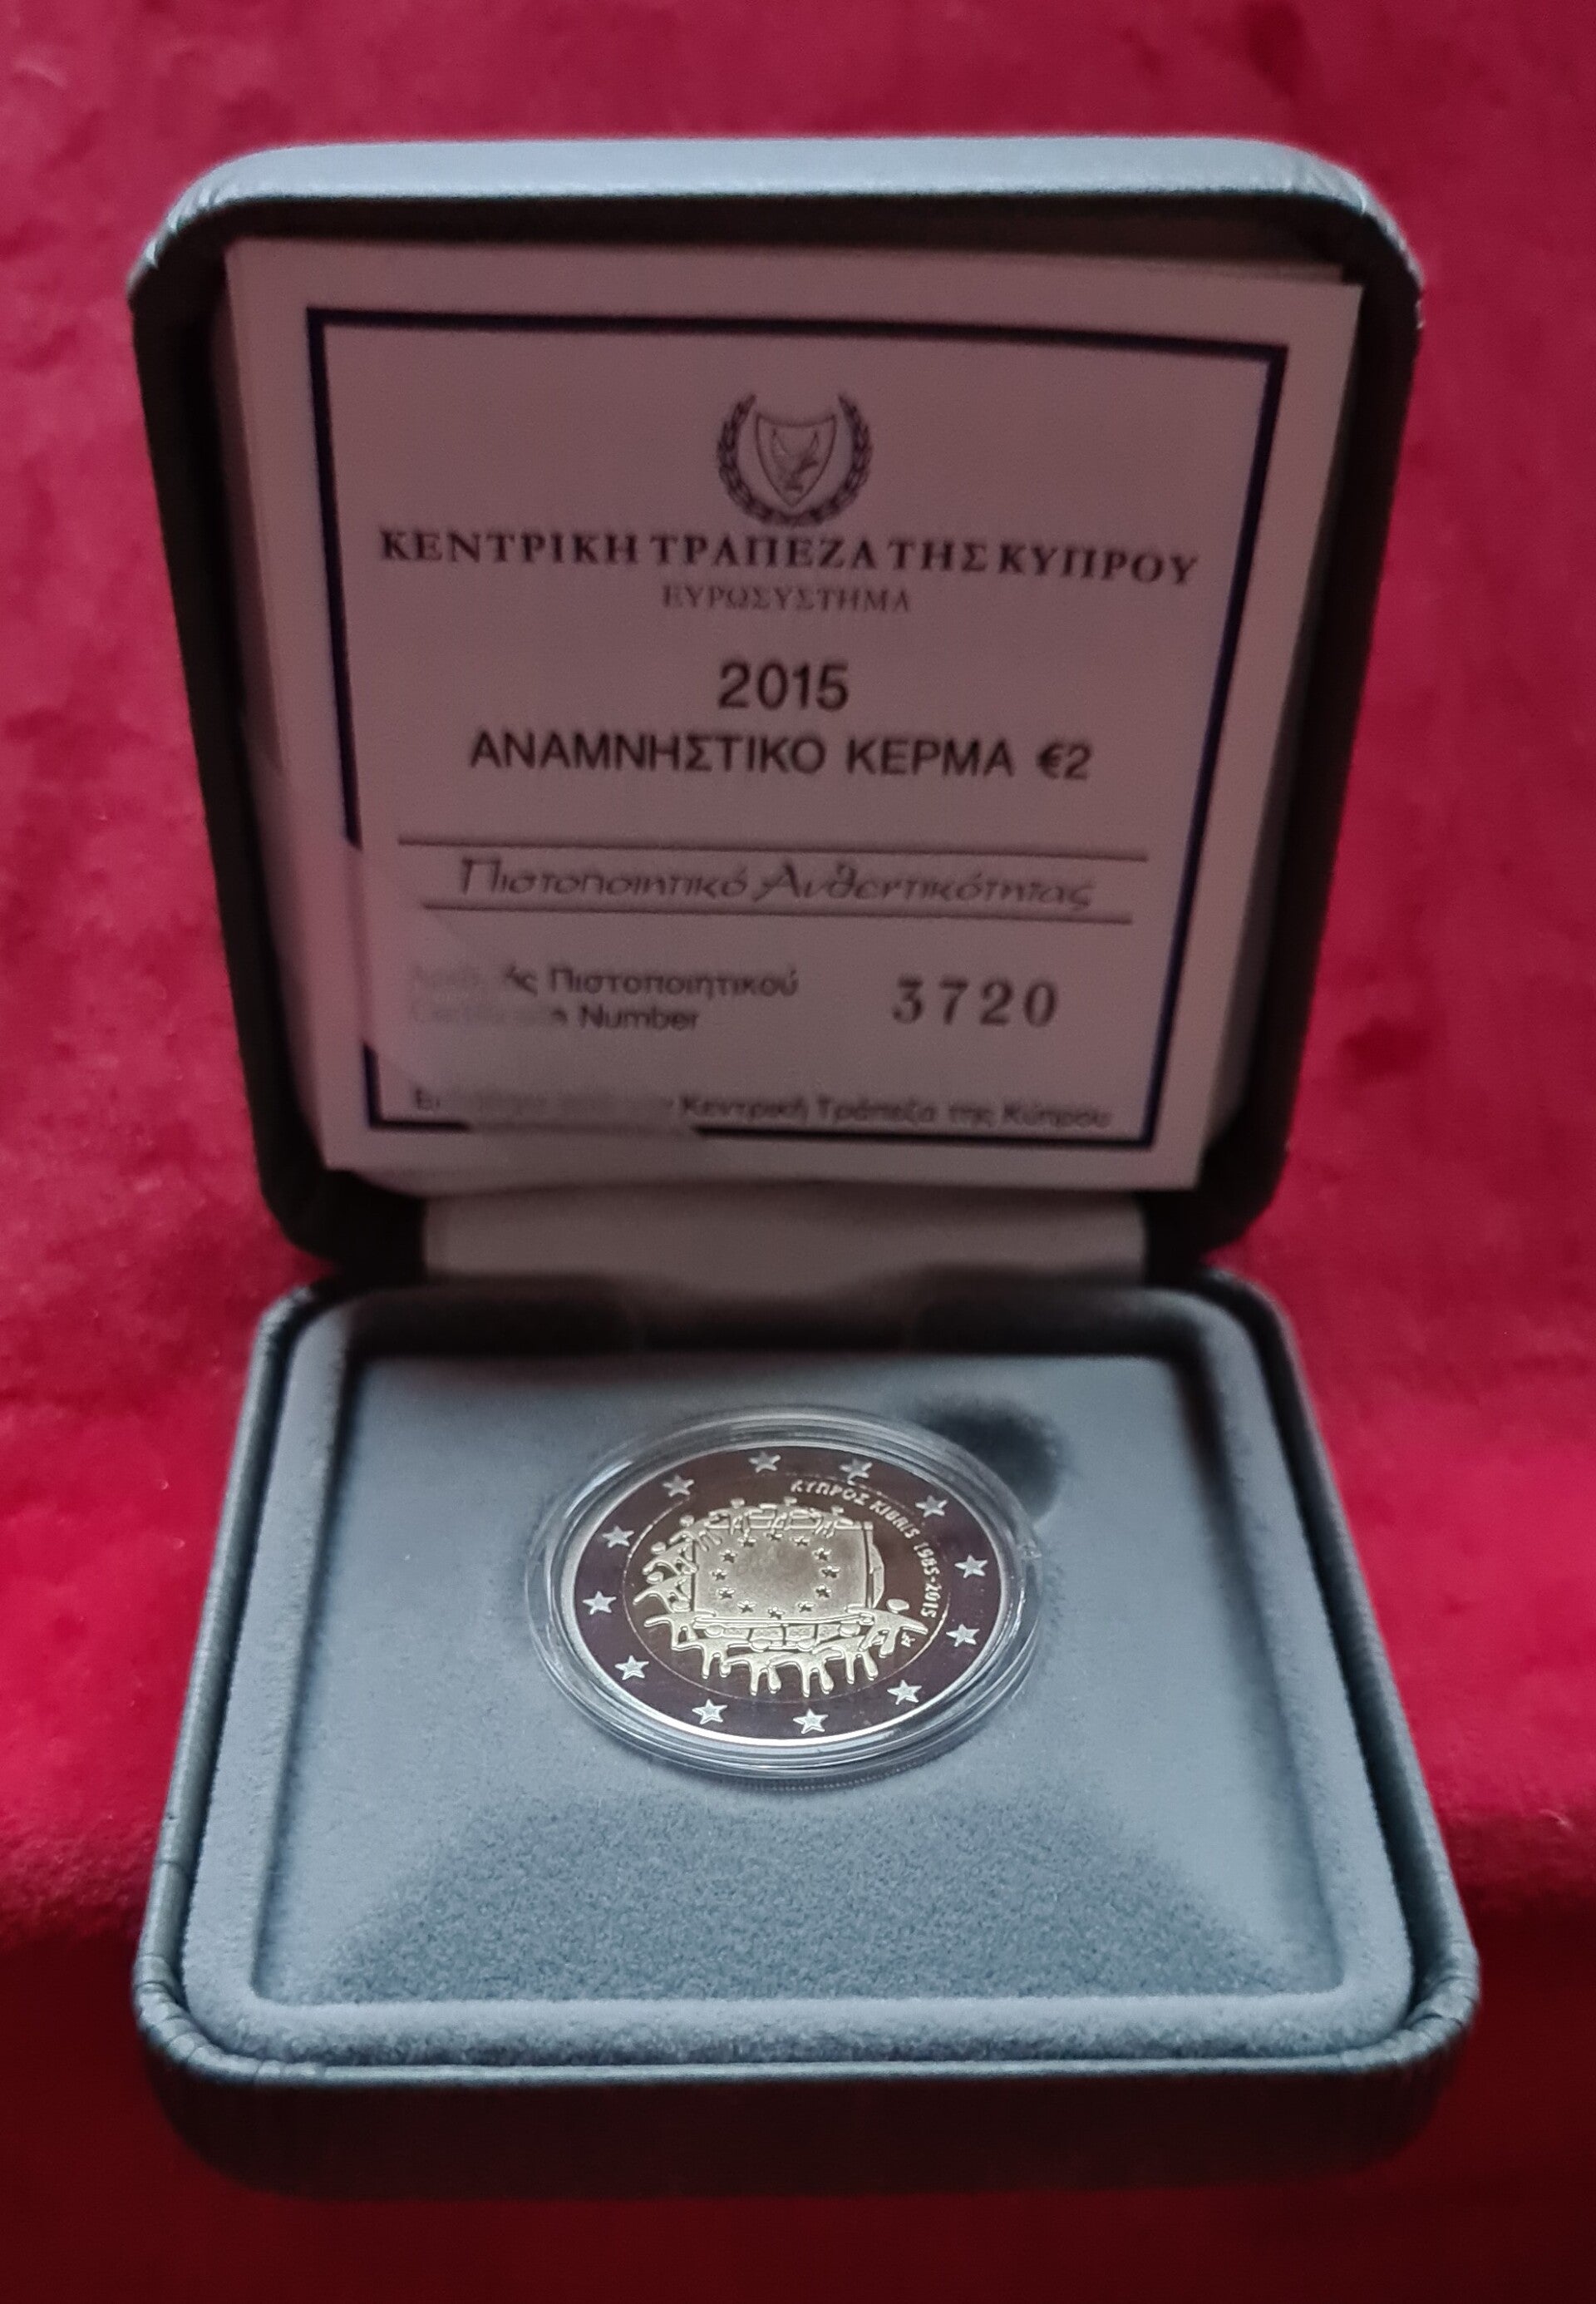 ΚΕΝΤΡΙΚΗ ΤΡΑΠΕΖΑ ΤΗΣ ΚΥΠΡΟΥ
ΕΥΡΩΣΥΣΤΗΜΑ
2015
ΑΝΑΜΝΗΣΤΙΚΟ ΚΕΡΜΑ €2
Πιστοποιητικό Αυθεντικότητας
Πιστοποιητικού 3720
Number
Κεντρική Τράπεζα της Κύπρου
ΚΥΠΡΟΣ KIBRIS 1985-2015